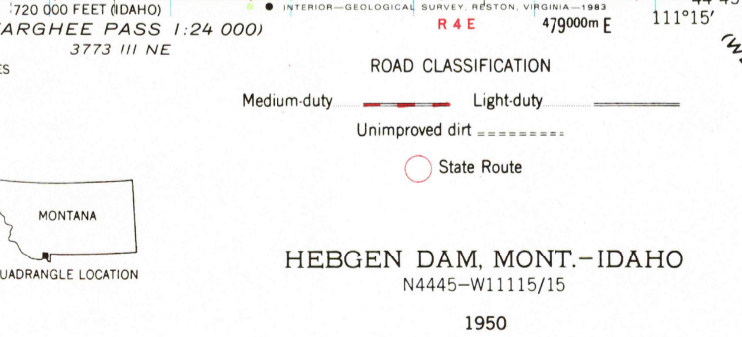 720 000 FEET (IDAHO)
INTERIOR—GEOLOGICAL SURVEY, RESTON, VIRGINIA—1983
R 4 E
479000m E
111°15′
ARGHEE PASS 1:24 000)
3773 III NE
ROAD CLASSIFICATION
Medium-duty
Light-duty
Unimproved dirt
State Route
MONTANA
UADRANGLE LOCATION
HEBGEN DAM, MONT.–IDAHO
N4445–W11115/15
1950